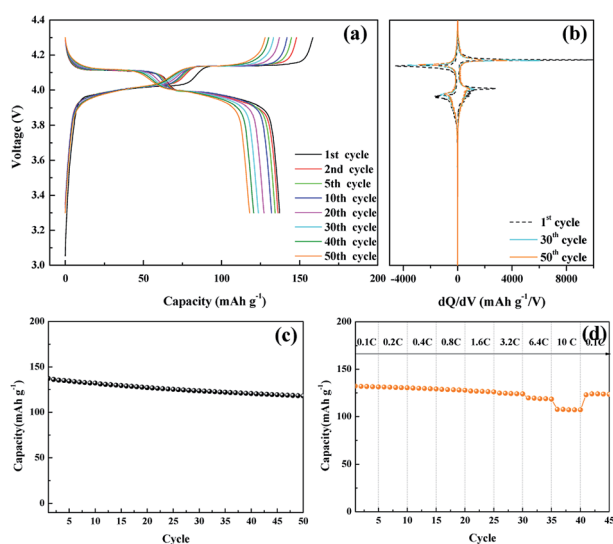 (a)
4.4
4.2
4.0
3.8
3.6
3.4
3.2
3.0
Voltage (V)
1st cycle
2nd cycle
5th cycle
10th cycle
20th cycle
30th cycle
40th cycle
50th cycle
0 50 100 150 200
Capacity (mAh g-1)
(b)
1st cycle
30th cycle
50th cycle
-4000 0 4000 10000
dQ/dV (mAh g-1/V)
(c)
200
150
100
50
0
Capacity(mAh g-1)
5 10 15 20 25 30 35 40 45 50
Cycle
(d)
0.1C 0.2C 0.4C 0.8C 1.6C 3.2C 6.4C 10 C 0.1C
200
150
100
50
0
Capacity(mAh g-1)
5 10 15 20 25 30 35 40 45
Cycle